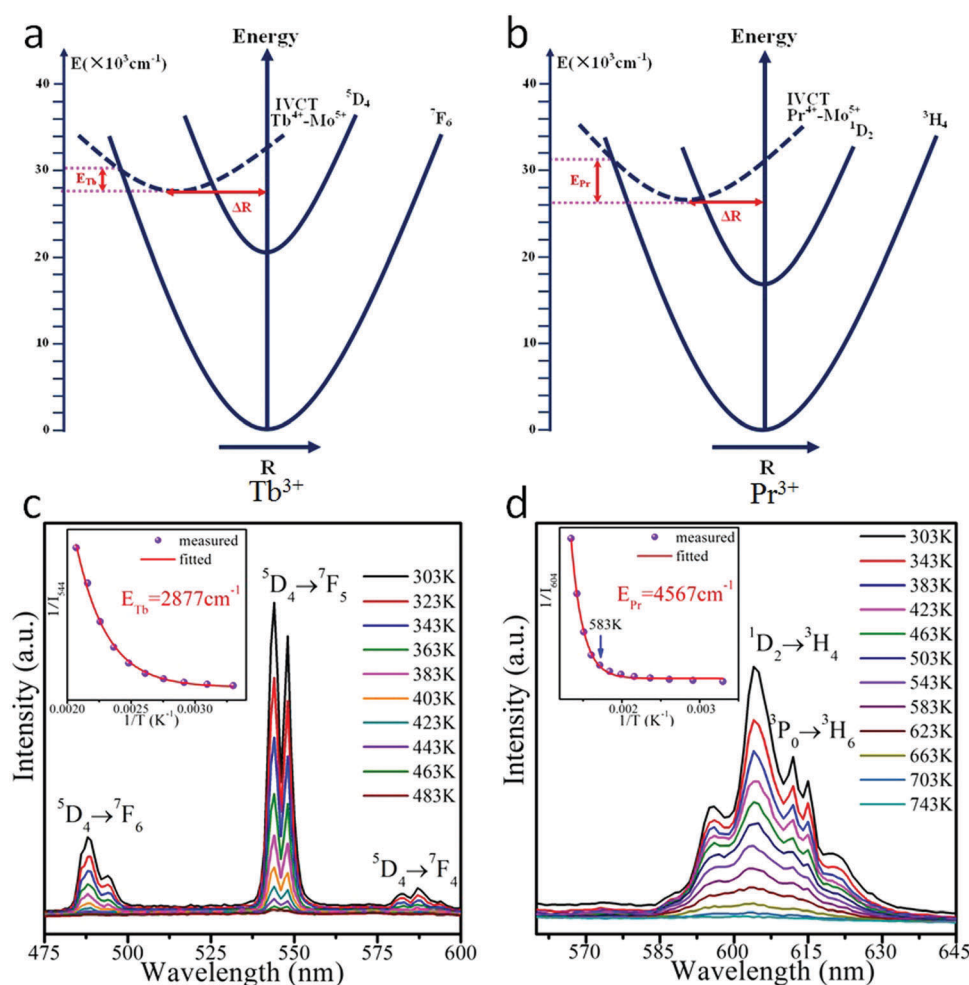 a
Energy
E(×10³cm⁻¹)
40
30
20
10
0
IVCT
Tb⁴⁺-Mo⁵⁺
⁵D₄
⁷F₆
E_Tb
ΔR
R
Tb³⁺
b
Energy
E(×10³cm⁻¹)
40
30
20
10
0
IVCT
Pr⁴⁺-Mo⁵⁺
¹D₂
³H₄
E_Pr
ΔR
R
Pr³⁺
c
Intensity (a.u.)
1/I₅₄₄
measured
fitted
E_Tb=2877cm⁻¹
0.0020 0.0025 0.0030
1/T (K⁻¹)
⁵D₄→⁷F₆
⁵D₄→⁷F₅
⁵D₄→⁷F₄
303K
323K
343K
363K
383K
403K
423K
443K
463K
483K
475 500 525 550 575 600
Wavelength (nm)
d
Intensity (a.u.)
1/I₆₀₄
measured
fitted
E_Pr=4567cm⁻¹
583K
0.002 0.003
1/T (K⁻¹)
¹D₂→³H₄
³P₀→³H₆
303K
343K
383K
423K
463K
503K
543K
583K
623K
663K
703K
743K
570 585 600 615 630 645
Wavelength (nm)